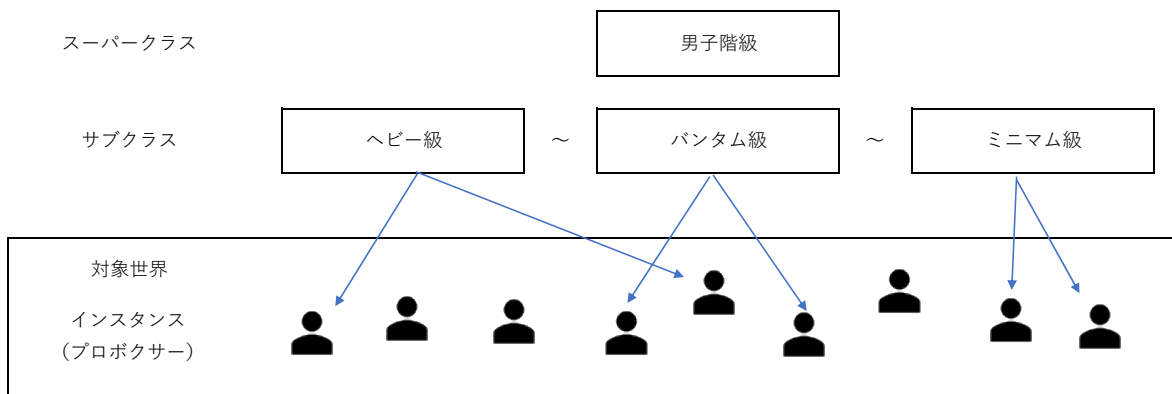 スーパークラス
男子階級
サブクラス
ヘビー級
～
バンタム級
～
ミニマム級
対象世界
インスタンス
(プロボクサー)